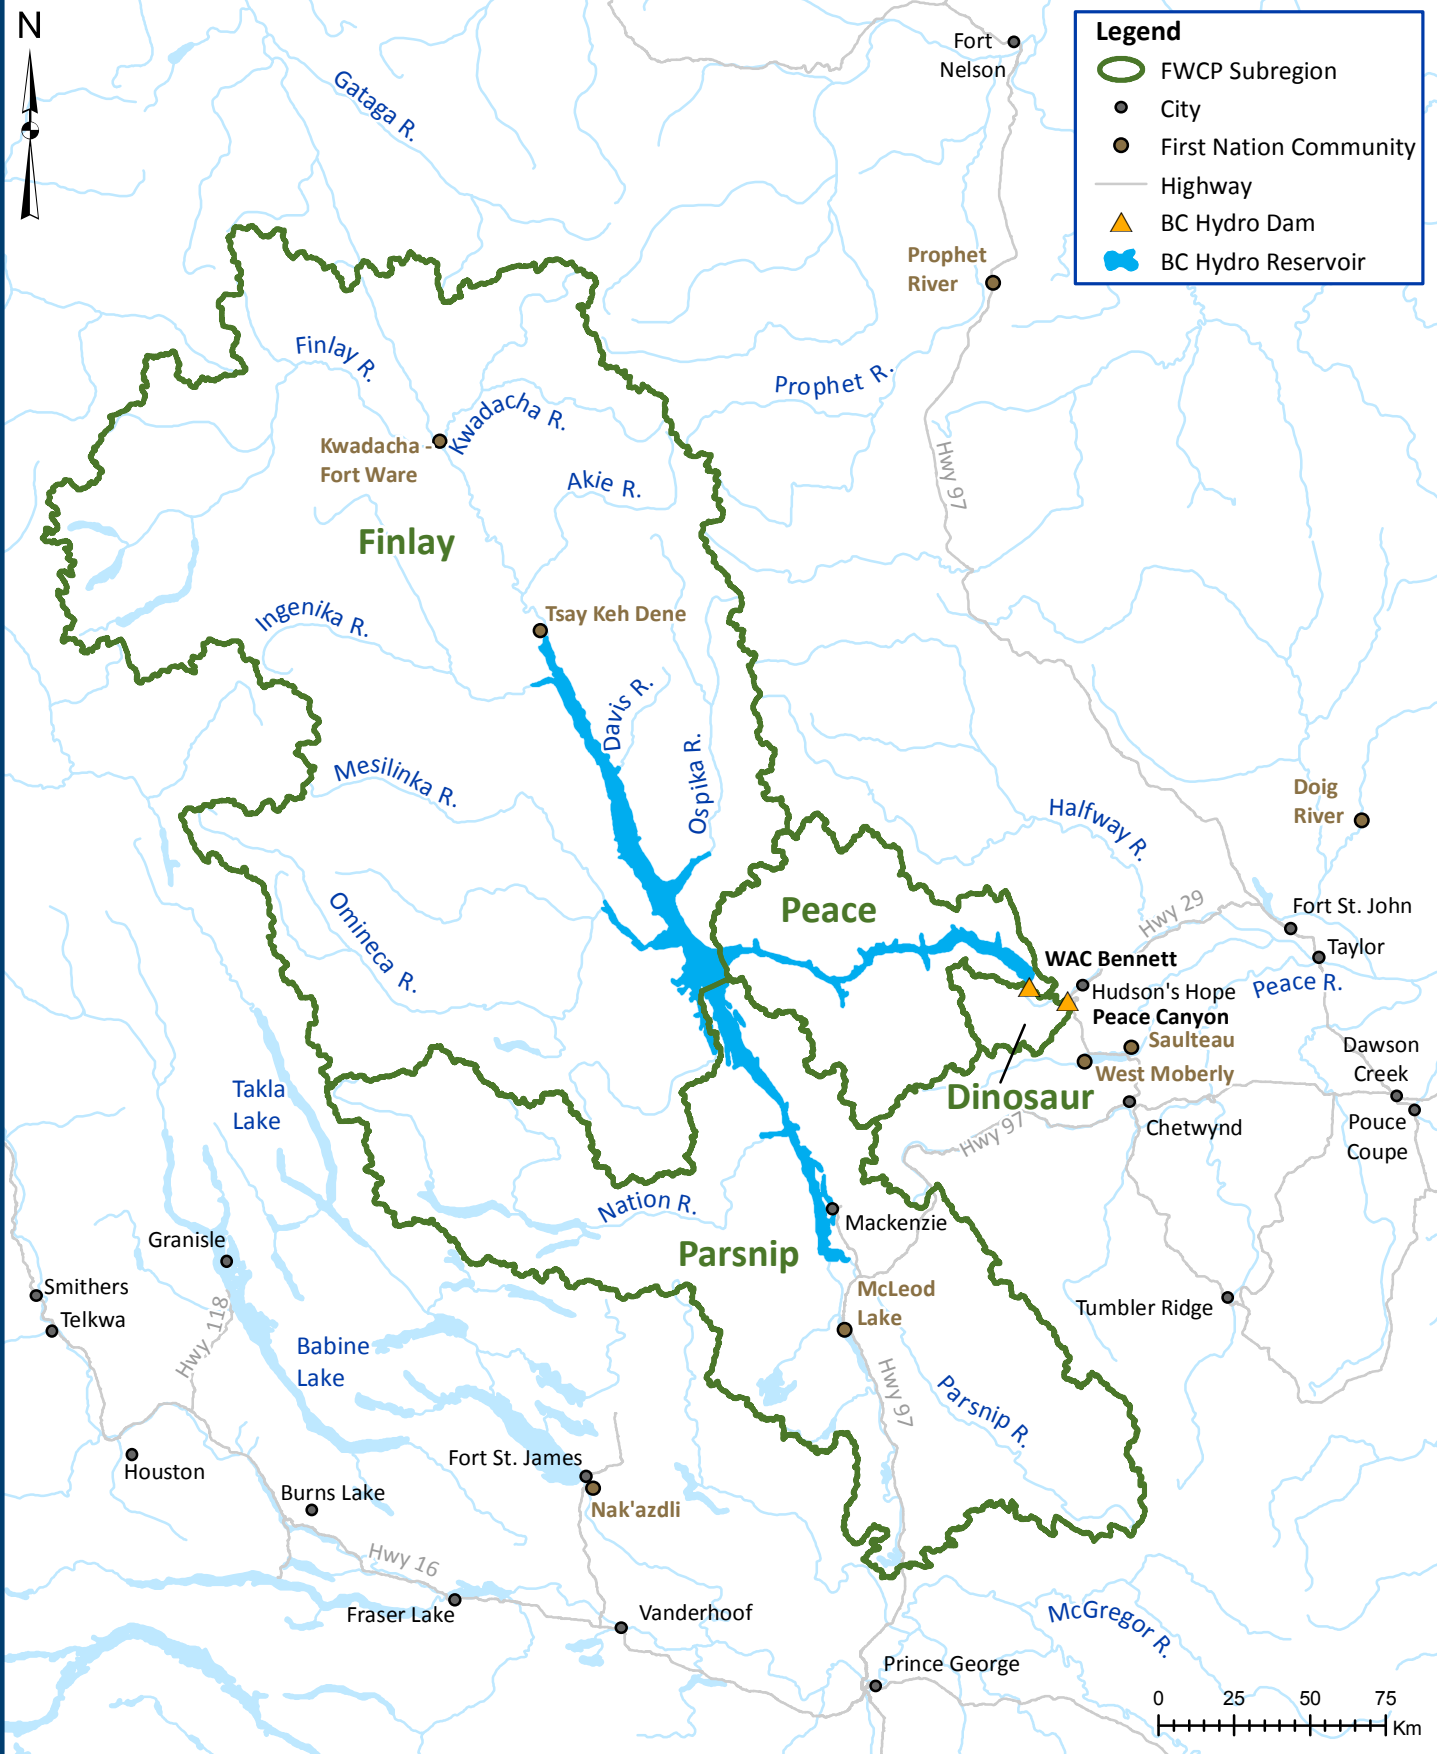 N
Legend
FWCP Subregion
City
First Nation Community
Highway
BC Hydro Dam
BC Hydro Reservoir
Fort
Nelson
Gataga R.
Prophet
River
Finlay R.
Prophet R.
Kwadacha R.
Kwadacha -
Fort Ware
Akie R.
Hwy 97
Finlay
Ingenika R.
Tsay Keh Dene
Davis R.
Ospika R.
Mesilinka R.
Doig
River
Halfway R.
Omineca R.
Peace
Hwy 29
Fort St. John
Taylor
WAC Bennett
Hudson's Hope
Peace R.
Peace Canyon
Saulteau
West Moberly
Dawson
Creek
Dinosaur
Takla
Lake
Hwy 97
Chetwynd
Pouce
Coupe
Nation R.
Mackenzie
Granisle
Parsnip
Smithers
Telkwa
McLeod
Lake
Tumbler Ridge
Hwy 118
Babine
Lake
Hwy 97
Parsnip R.
Houston
Fort St. James
Burns Lake
Nak'azdli
Hwy 16
Fraser Lake
Vanderhoof
McGregor R.
Prince George
0 25 50 75
Km